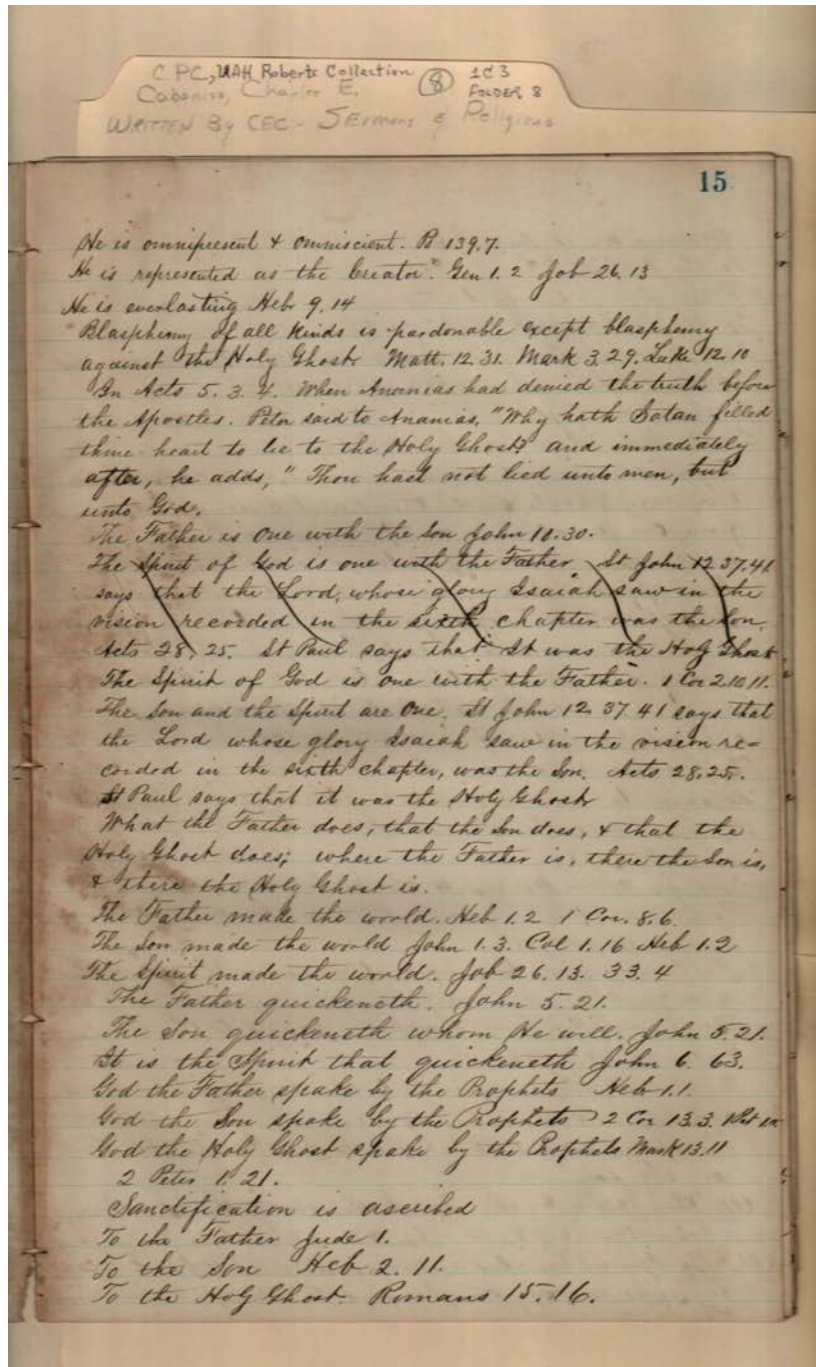 C PC, UAH Roberts Collection (8) 1C3
Cabaniss, Charles E. FOLDER 8
WRITTEN By CEC - Sermons & Religious
15
He is omnipresent & omniscient. Ps 139.7.
He is represented as the Creator. Gen 1. 2 Job 26. 13
He is everlasting Hebr 9. 14
Blasphemy of all Kinds is pardonable except blasphemy
against the Holy Ghost. Matt. 12. 31. Mark 3. 29. Luke 12. 10
In Acts 5. 3. 4. When Ananias had denied the truth before
the Apostles. Peter said to Ananias, "Why hath Satan filled
thine heart to lie to the Holy Ghost? and immediately
after, he adds, "Thou hast not lied unto men, but
unto God.
The Father is One with the Son John 10. 30.
The Spirit of God is one with the Father St John 12 37.41
says that the Lord, whose glory Isaiah saw in the
vision recorded in the sixth chapter was the Son.
Acts 28, 25. St Paul says that It was the Holy Ghost
The Spirit of God is one with the Father. 1 Cor 2 10 11.
The Son and the Spirit are One. St John 12 37. 41 says that
the Lord whose glory Isaiah saw in the vision re=
corded in the sixth chapter, was the Son. Acts 28. 25.
St Paul says that it was the Holy Ghost
What the Father does, that the Son does, & that the
Holy Ghost does; where the Father is, there the Son is,
& there the Holy Ghost is.
The Father made the world. Heb 1. 2 1 Cor. 8. 6.
The Son made the world John 1. 3. Col 1. 16 Heb 1. 2
The Spirit made the world. Job 26. 13. 33. 4
The Father quickeneth. John 5. 21.
The Son quickeneth whom He will. John 5. 21.
It is the Spirit that quickeneth John 6. 63.
God the Father spake by the Prophets Heb 1.1.
God the Son spake by the Prophets 2 Cor 13. 3. 1 Pet
God the Holy Ghost spake by the Prophets Mark 13. 11
2 Peter 1. 21.
Sanctification is ascribed
To the Father Jude 1.
To the Son Heb 2. 11.
To the Holy Ghost. Romans 15. 16.